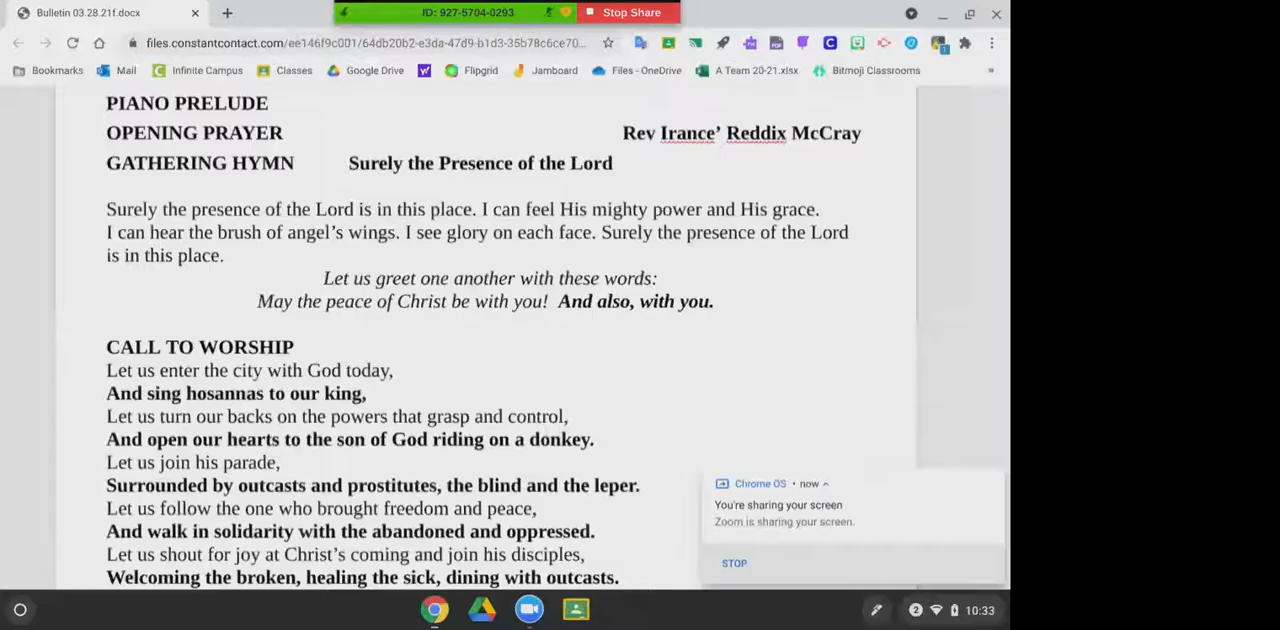 Bulletin 03.28.21f.docx
ID: 927-5704-0293
Stop Share
files.constantcontact.com/ee146f9c001/64db20b2-e3da-47d9-b1d3-35b78c6ce70...
Bookmarks Mail Infinite Campus Classes Google Drive Flipgrid Jamboard Files - OneDrive A Team 20-21.xlsx Bitmoji Classrooms »
PIANO PRELUDE
OPENING PRAYER Rev Irance’ Reddix McCray
GATHERING HYMN Surely the Presence of the Lord
Surely the presence of the Lord is in this place. I can feel His mighty power and His grace.
I can hear the brush of angel’s wings. I see glory on each face. Surely the presence of the Lord
is in this place.
Let us greet one another with these words:
May the peace of Christ be with you! And also, with you.
CALL TO WORSHIP
Let us enter the city with God today,
And sing hosannas to our king,
Let us turn our backs on the powers that grasp and control,
And open our hearts to the son of God riding on a donkey.
Let us join his parade,
Surrounded by outcasts and prostitutes, the blind and the leper.
Let us follow the one who brought freedom and peace,
And walk in solidarity with the abandoned and oppressed.
Let us shout for joy at Christ’s coming and join his disciples,
Welcoming the broken, healing the sick, dining with outcasts.
Chrome OS • now
You're sharing your screen
Zoom is sharing your screen.
STOP
2 10:33